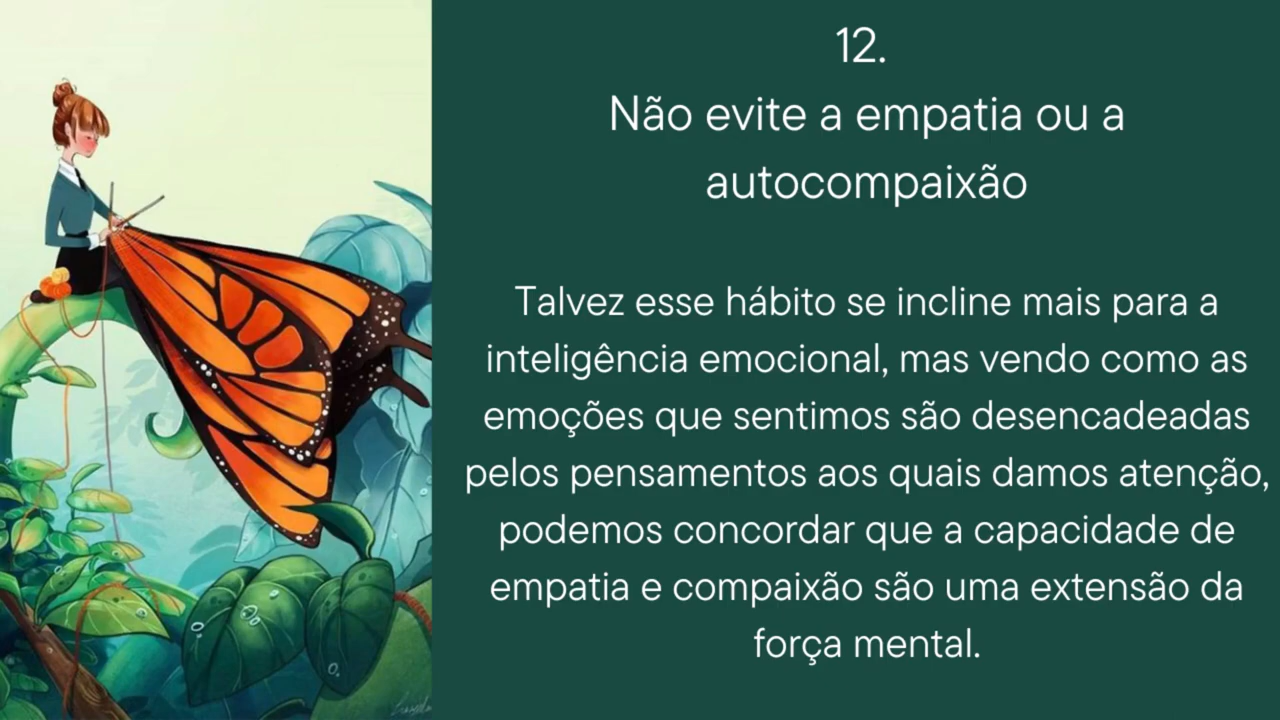 12.
Não evite a empatia ou a
autocompaixão
Talvez esse hábito se incline mais para a
inteligência emocional, mas vendo como as
emoções que sentimos são desencadeadas
pelos pensamentos aos quais damos atenção,
podemos concordar que a capacidade de
empatia e compaixão são uma extensão da
força mental.